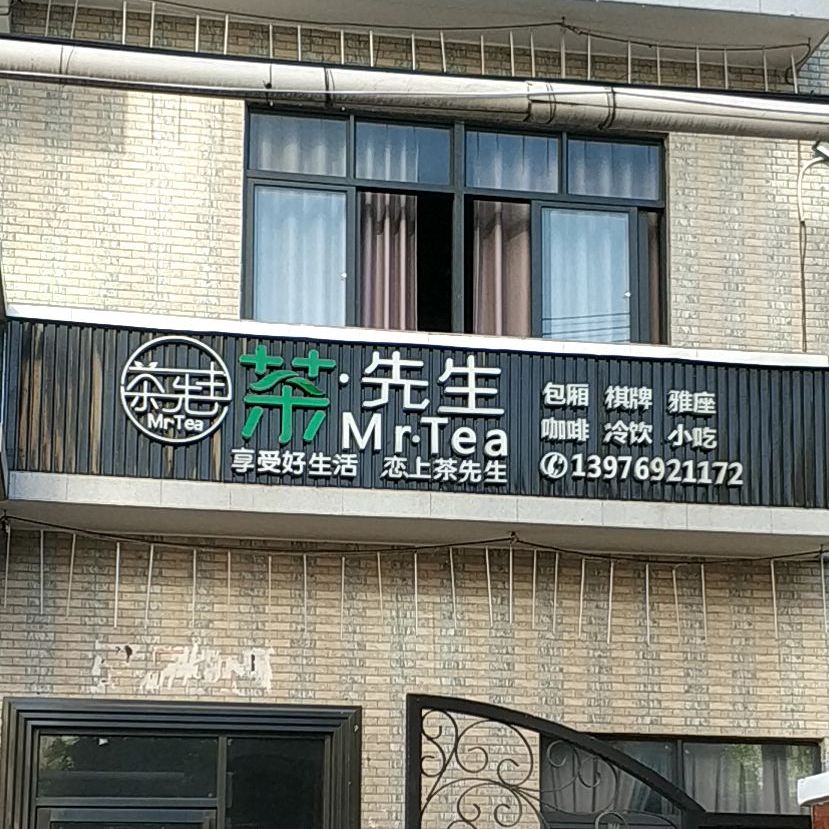 茶先生
Mr·Tea
茶·先生
Mr·Tea
享受好生活 恋上茶先生
包厢 棋牌 雅座
咖啡 冷饮 小吃
✆13976921172